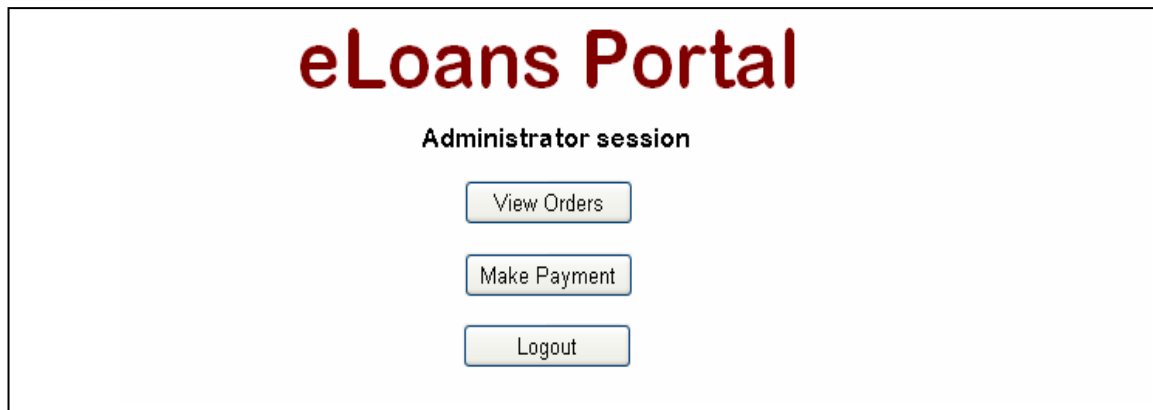 eLoans Portal
Administrator session
View Orders
Make Payment
Logout